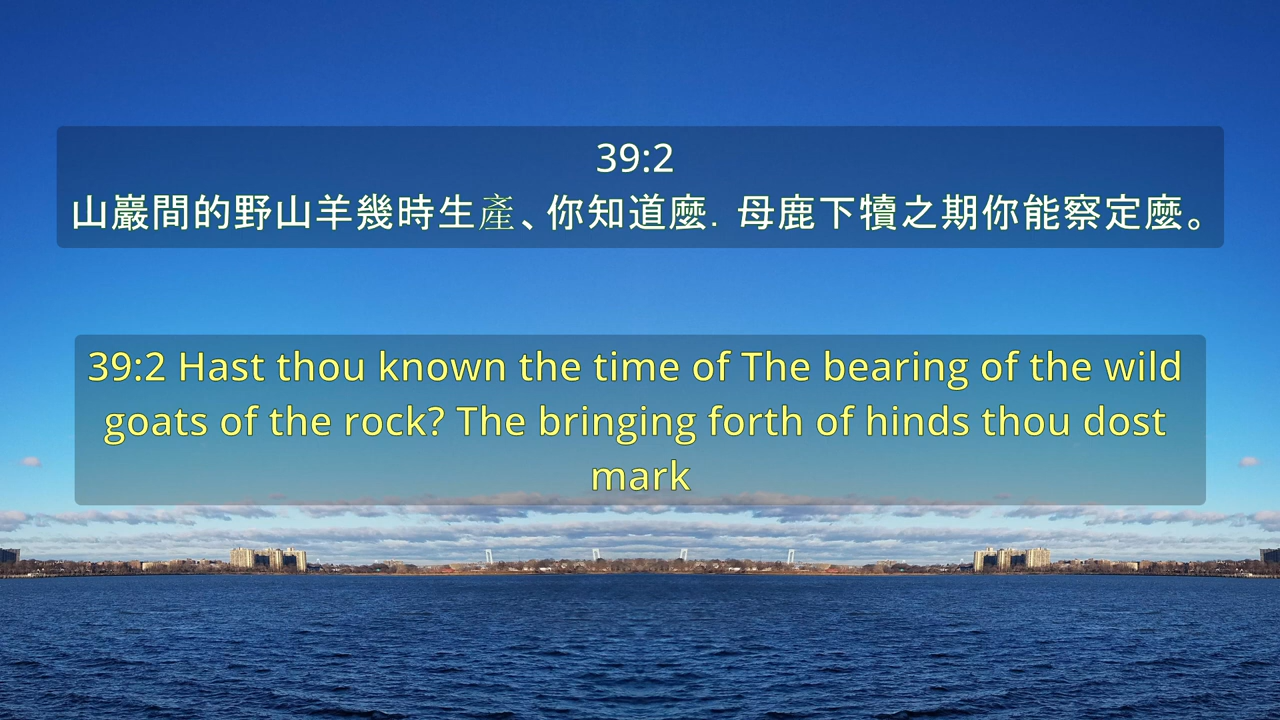 39:2
山巖間的野山羊幾時生產、你知道麼．母鹿下犢之期你能察定麼。
39:2 Hast thou known the time of The bearing of the wild
goats of the rock? The bringing forth of hinds thou dost
mark